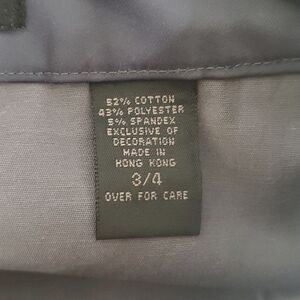 52% COTTON
43% POLYESTER
5% SPANDEX
EXCLUSIVE OF
DECORATION
MADE IN
HONG KONG
3/4
OVER FOR CARE